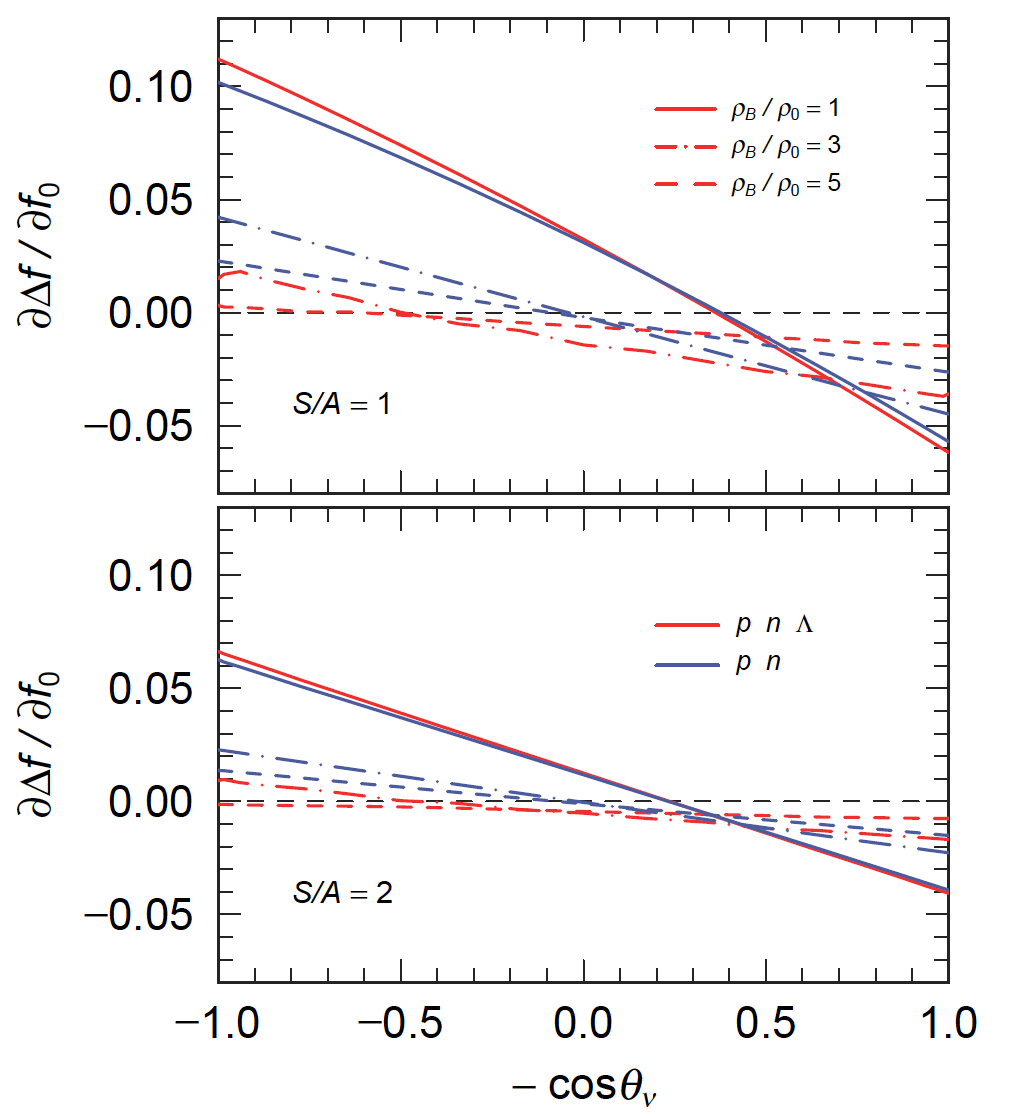 0.10
0.05
0.00
−0.05
∂Δf / ∂f₀
ρB / ρ₀ = 1
ρB / ρ₀ = 3
ρB / ρ₀ = 5
S/A = 1
0.10
0.05
0.00
−0.05
∂Δf / ∂f₀
p n Λ
p n
S/A = 2
−1.0 −0.5 0.0 0.5 1.0
− cosθν